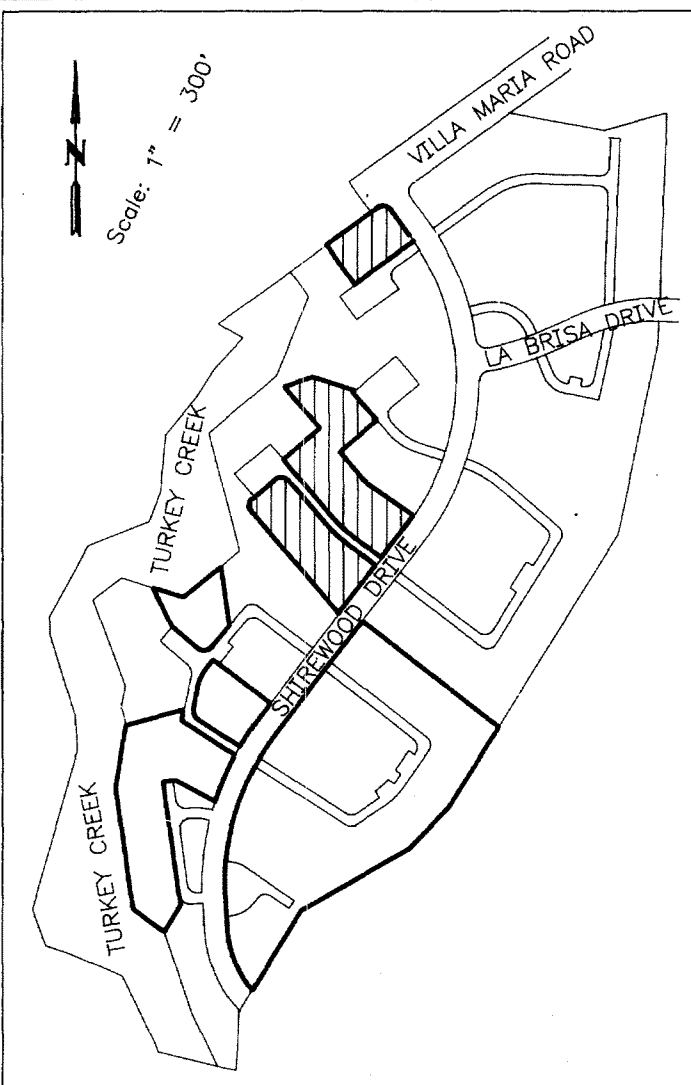 N
Scale: 1" = 300'
VILLA MARIA ROAD
LA BRISA DRIVE
TURKEY CREEK
SHIREWOOD DRIVE
TURKEY CREEK